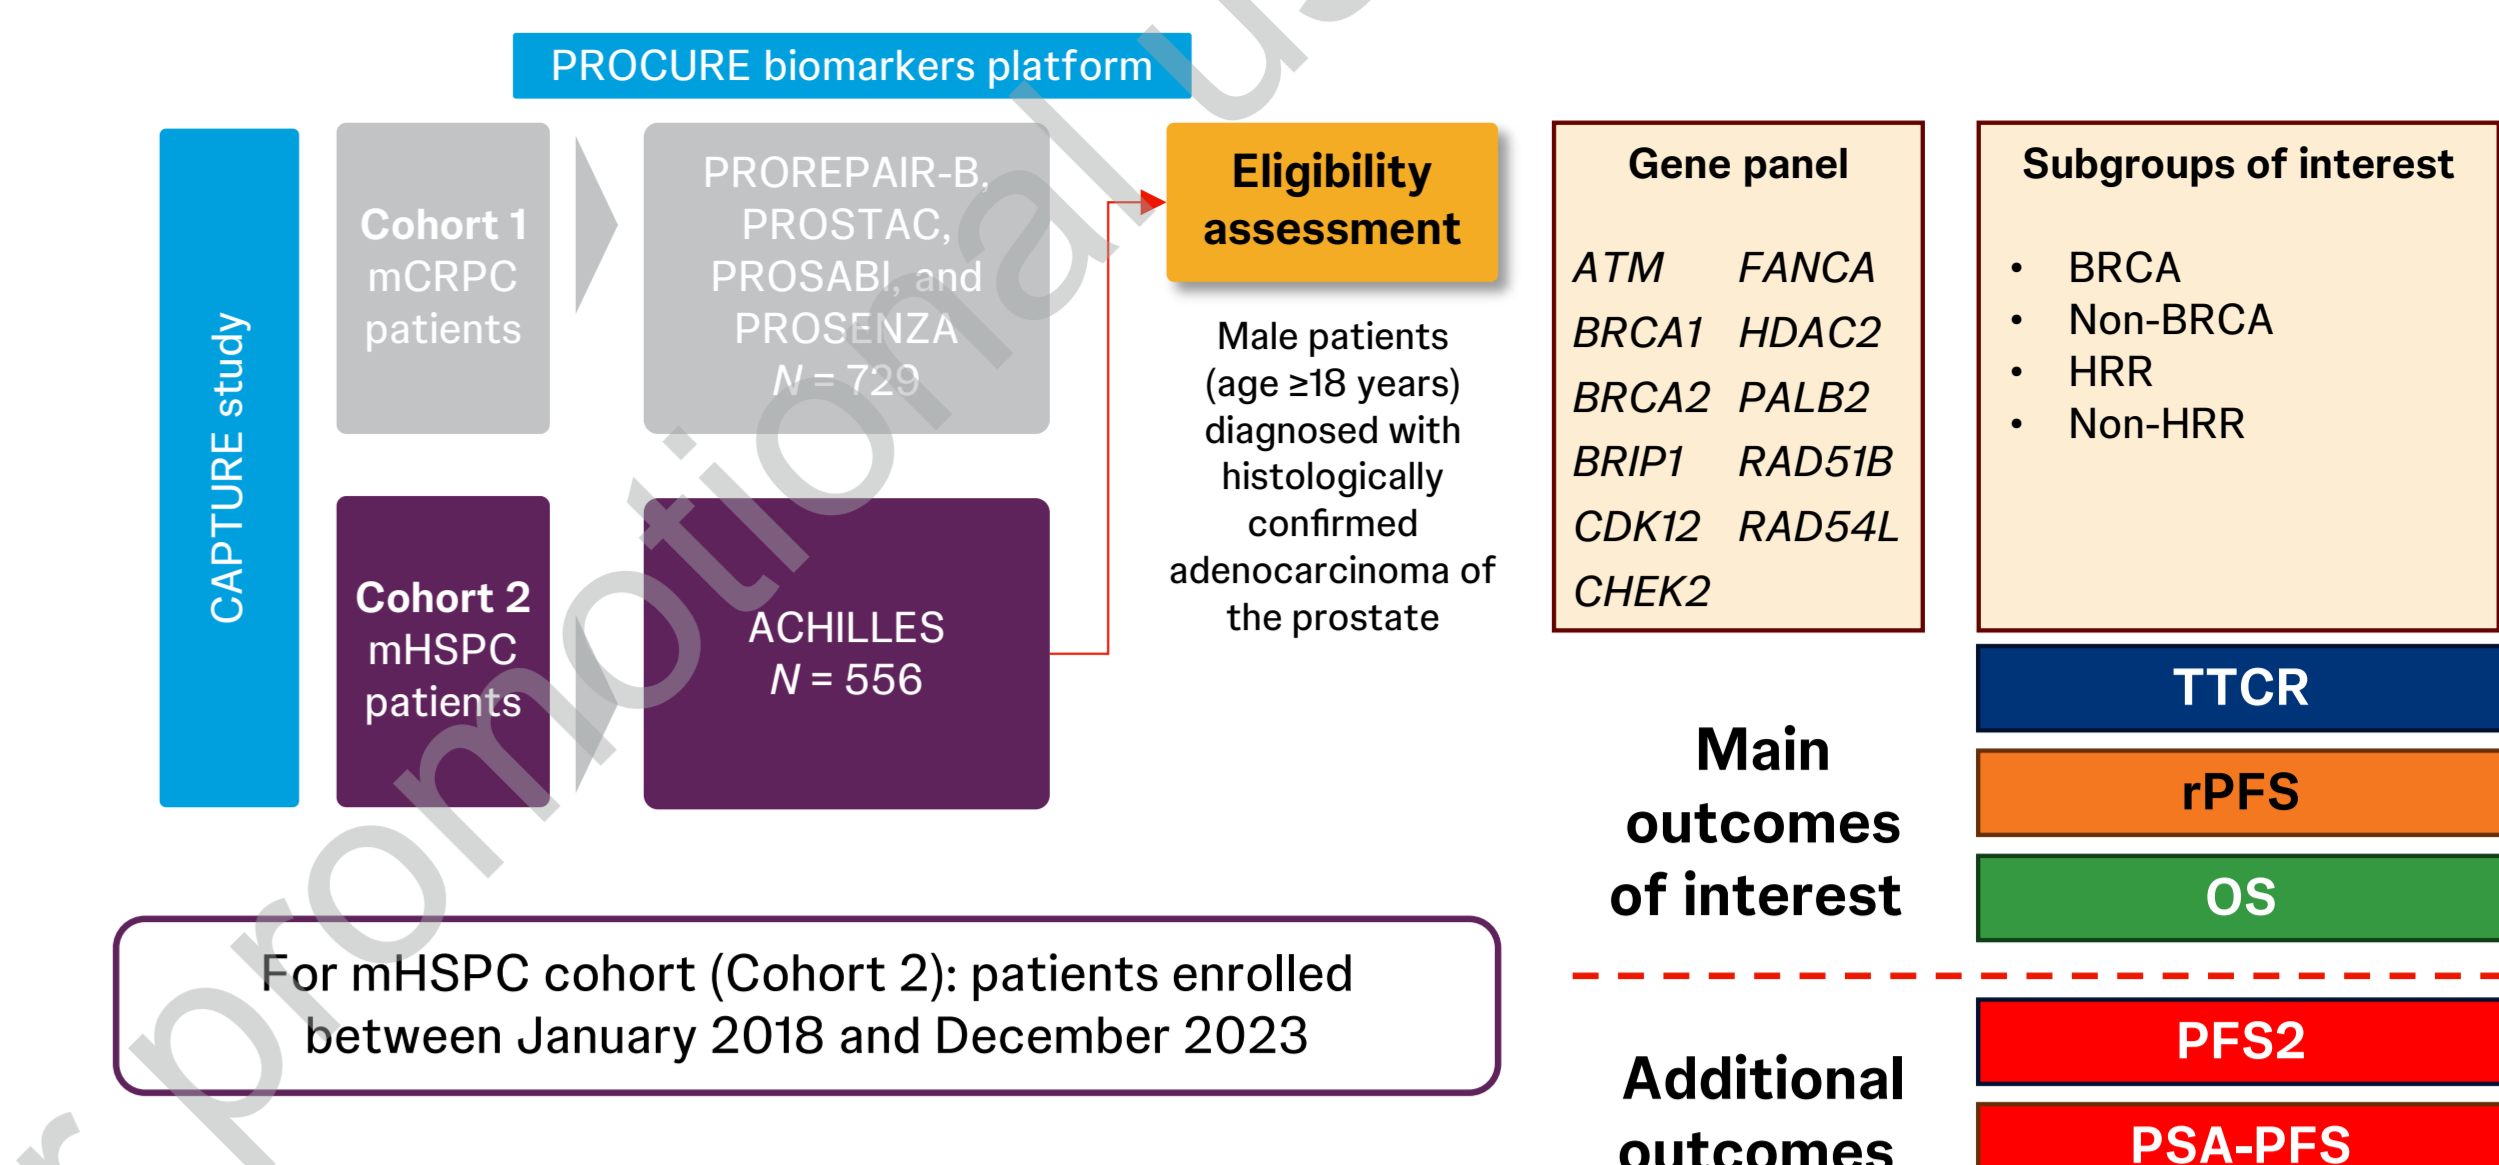 PROCURE biomarkers platform
CAPTURE study
Cohort 1
mCRPC
patients
PROREPAIR-B,
PROSTAC,
PROSABI, and
PROSENZA
N = 729
Cohort 2
mHSPC
patients
ACHILLES
N = 556
Eligibility
assessment
Male patients
(age ≥18 years)
diagnosed with
histologically
confirmed
adenocarcinoma of
the prostate
Gene panel
ATM FANCA
BRCA1 HDAC2
BRCA2 PALB2
BRIP1 RAD51B
CDK12 RAD54L
CHEK2
Subgroups of interest
• BRCA
• Non-BRCA
• HRR
• Non-HRR
Main
outcomes
of interest
TTCR
rPFS
OS
Additional
outcomes
PFS2
PSA-PFS
For mHSPC cohort (Cohort 2): patients enrolled
between January 2018 and December 2023
r promotional us